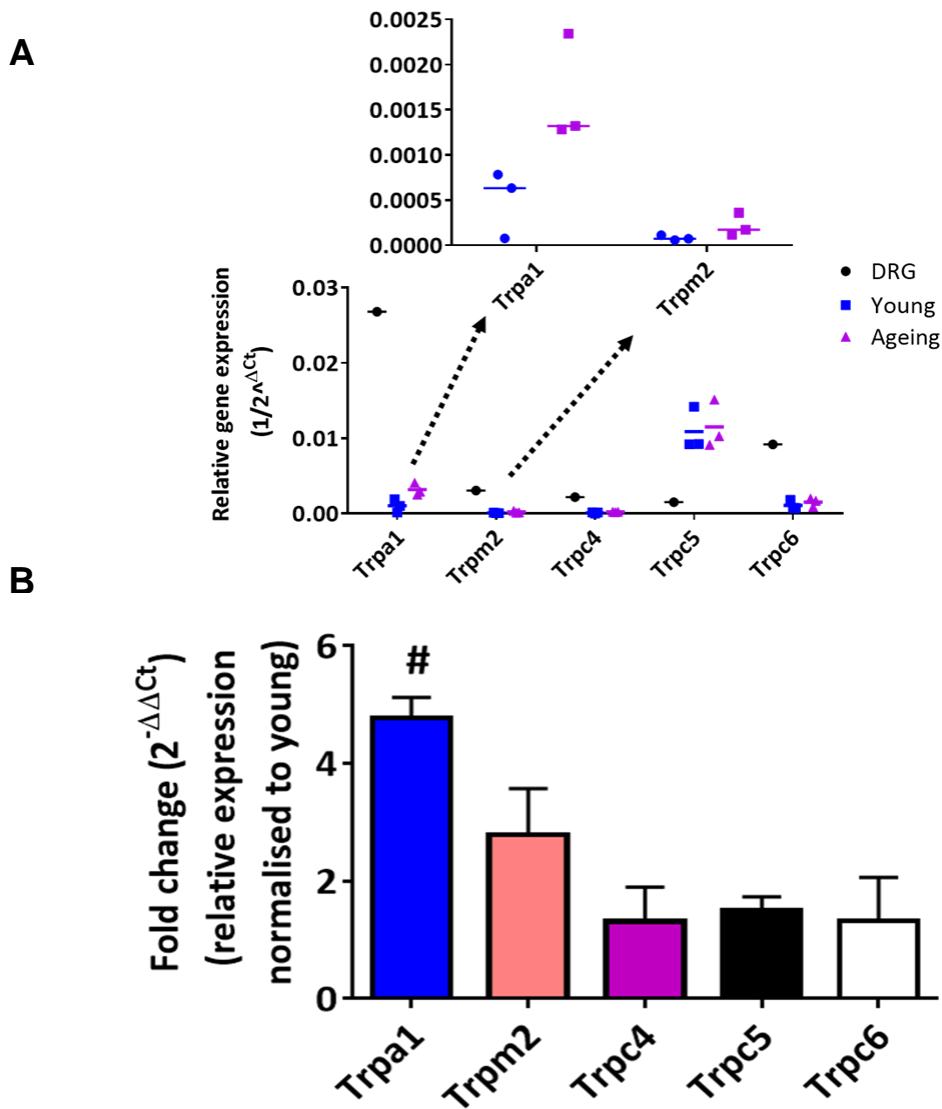 A
0.0025
0.0020
0.0015
0.0010
0.0005
0.0000
Trpa1
Trpm2
DRG
Young
Ageing
Relative gene expression
(1/2^ΔCt)
0.03
0.02
0.01
0.00
Trpa1
Trpm2
Trpc4
Trpc5
Trpc6
B
Fold change (2-ΔΔCt)
(relative expression
normalised to young)
6
4
2
0
#
Trpa1
Trpm2
Trpc4
Trpc5
Trpc6